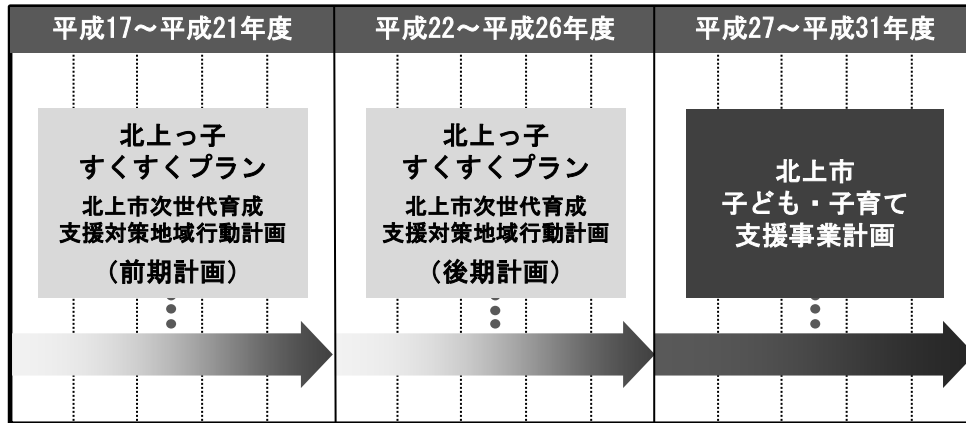 平成17～平成21年度
平成22～平成26年度
平成27～平成31年度
北上っ子
すくすくプラン
北上市次世代育成
支援対策地域行動計画
（前期計画）
北上っ子
すくすくプラン
北上市次世代育成
支援対策地域行動計画
（後期計画）
北上市
子ども・子育て
支援事業計画